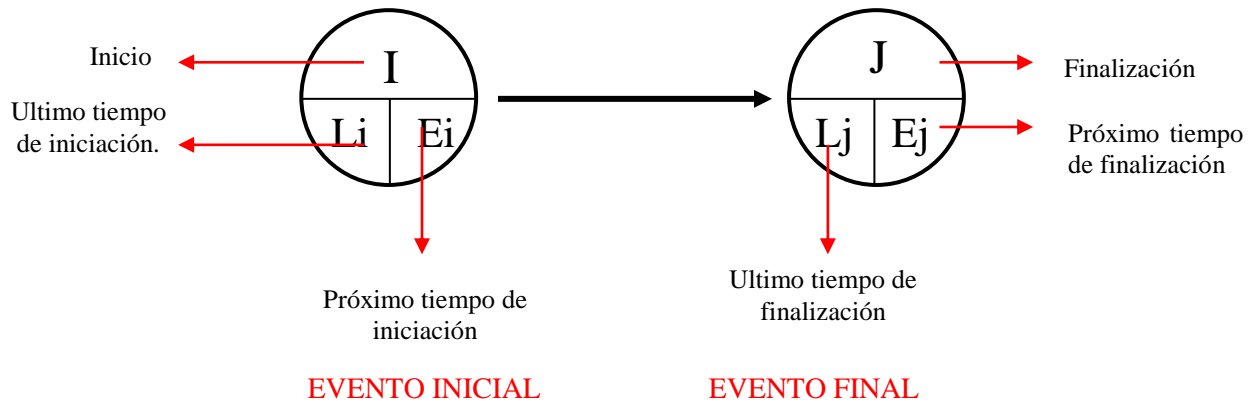 Inicio
I
Ultimo tiempo
de iniciación.
Li
Ei
Próximo tiempo de
iniciación
EVENTO INICIAL
J
Finalización
Lj
Ej
Próximo tiempo
de finalización
Ultimo tiempo de
finalización
EVENTO FINAL